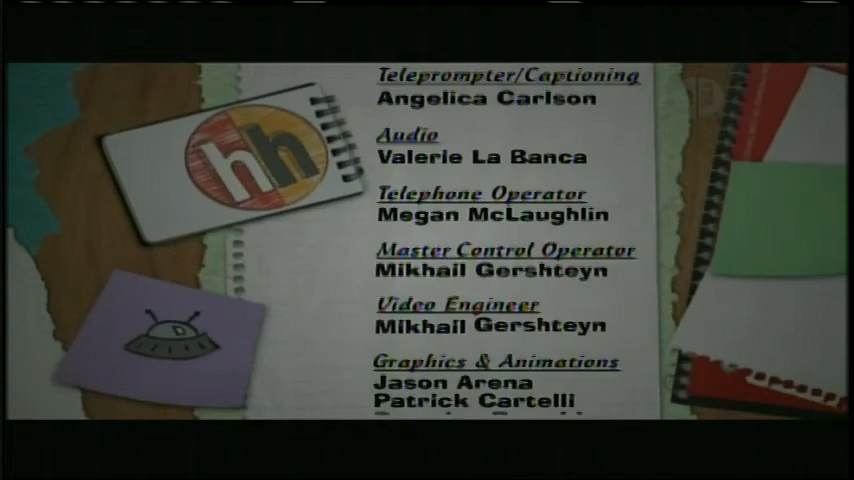 hh
Teleprompter/Captioning
Angelica Carlson
Audio
Valerie La Banca
Telephone Operator
Megan McLaughlin
Master Control Operator
Mikhail Gershteyn
Video Engineer
Mikhail Gershteyn
Graphics & Animations
Jason Arena
Patrick Cartelli